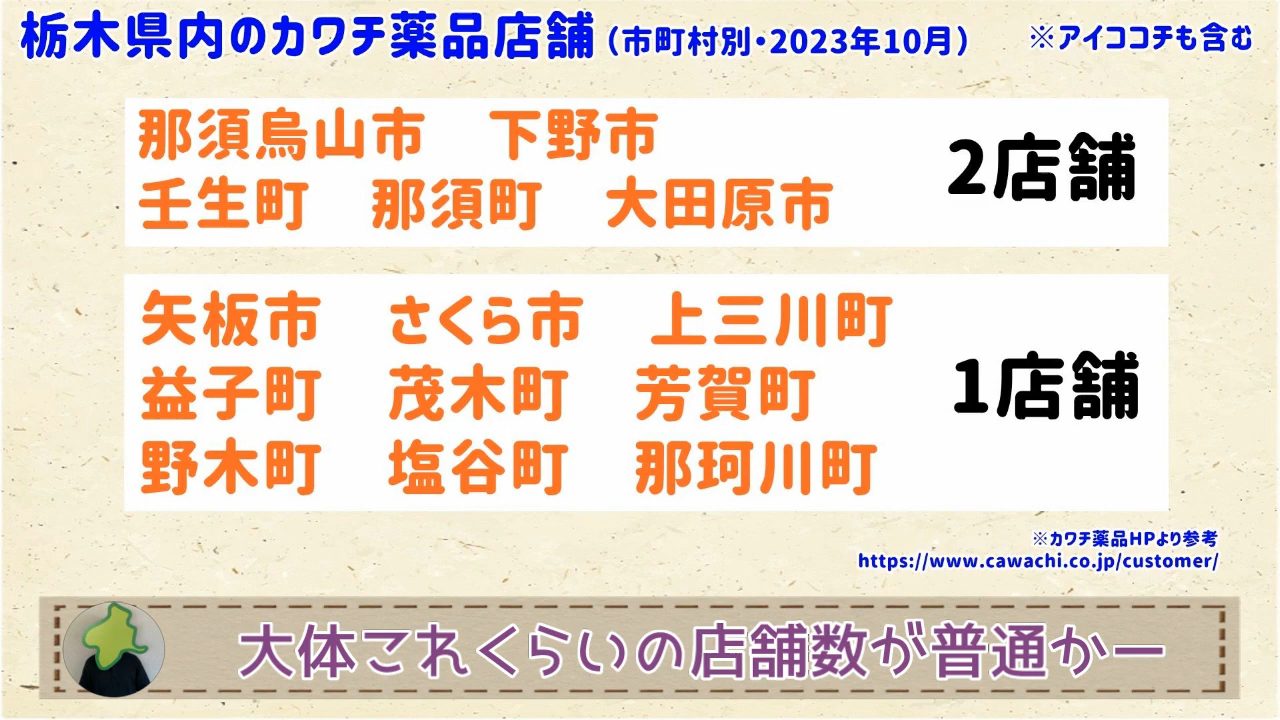 栃木県内のカワチ薬品店舗(市町村別・2023年10月) ※アイココチも含む
那須烏山市 下野市
壬生町 那須町 大田原市
2店舗
矢板市 さくら市 上三川町
益子町 茂木町 芳賀町
野木町 塩谷町 那珂川町
1店舗
※カワチ薬品HPより参考
https://www.cawachi.co.jp/customer/
大体これくらいの店舗数が普通かー